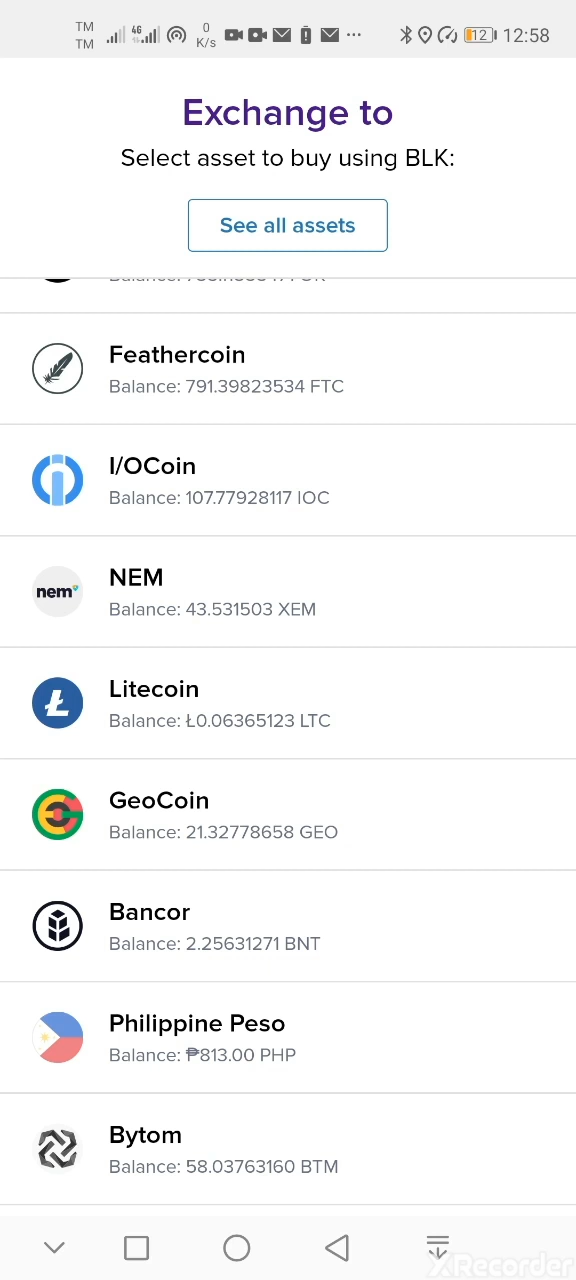 TM
TM
4G
0
K/s
12
12:58
Exchange to
Select asset to buy using BLK:
See all assets
Feathercoin
Balance: 791.39823534 FTC
I/OCoin
Balance: 107.77928117 IOC
nem
NEM
Balance: 43.531503 XEM
Litecoin
Balance: Ł0.06365123 LTC
GeoCoin
Balance: 21.32778658 GEO
Bancor
Balance: 2.25631271 BNT
Philippine Peso
Balance: ₱813.00 PHP
Bytom
Balance: 58.03763160 BTM
XRecorder